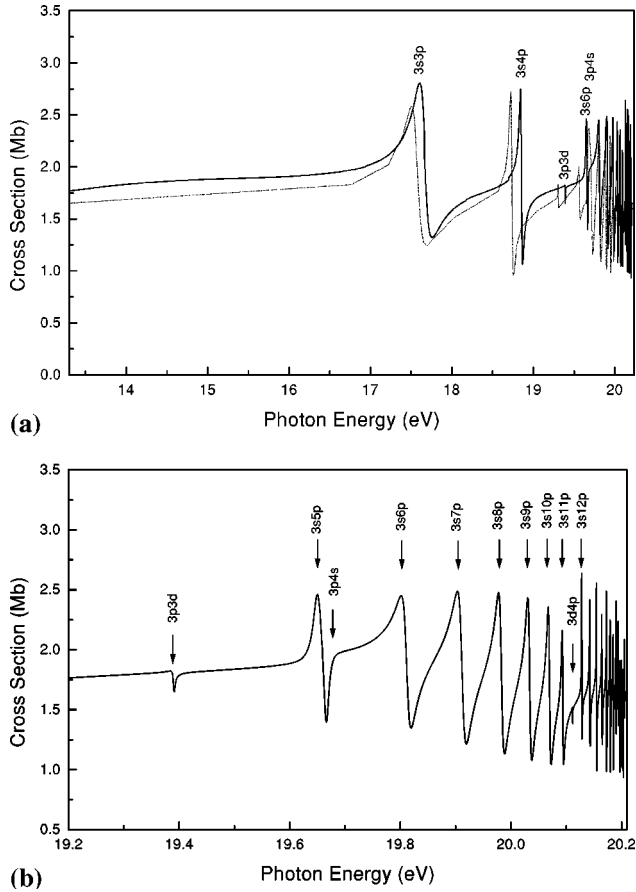 3.5
3.0
2.5
2.0
1.5
1.0
0.5
0.0
Cross Section (Mb)
3s3p
3s4p
3p3d
3s6p
3p4s
14
15
16
17
18
19
20
Photon Energy (eV)
(a)
3.5
3.0
2.5
2.0
1.5
1.0
0.5
Cross Section (Mb)
3p3d
3s5p
3p4s
3s6p
3s7p
3s8p
3s9p
3s10p
3s11p
3d4p
3s12p
19.2
19.4
19.6
19.8
20.0
20.2
Photon Energy (eV)
(b)